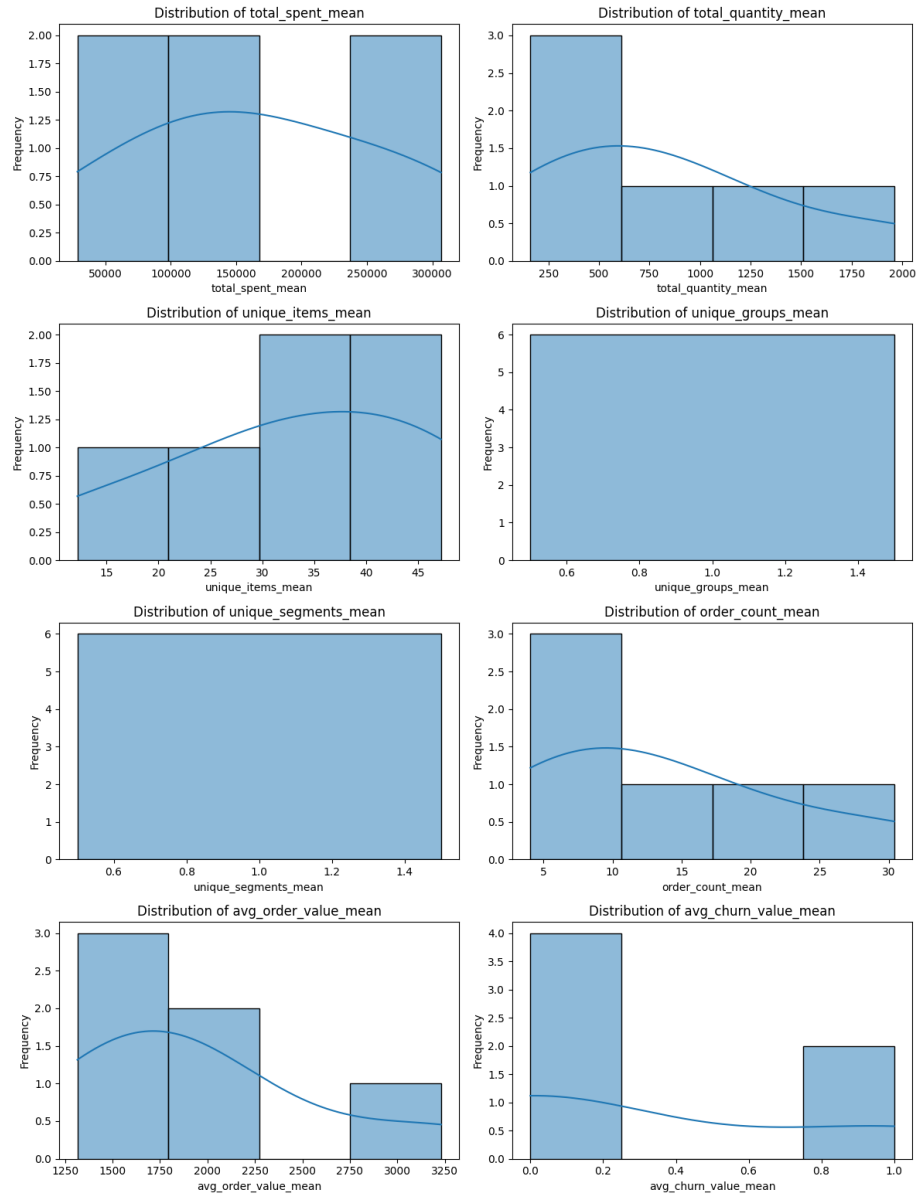 Distribution of total_spent_mean
2.00
1.75
1.50
1.25
1.00
0.75
0.50
0.25
0.00
Frequency
50000 100000 150000 200000 250000 300000
total_spent_mean
Distribution of total_quantity_mean
3.0
2.5
2.0
1.5
1.0
0.5
0.0
Frequency
250 500 750 1000 1250 1500 1750 2000
total_quantity_mean
Distribution of unique_items_mean
2.00
1.75
1.50
1.25
1.00
0.75
0.50
0.25
0.00
Frequency
15 20 25 30 35 40 45
unique_items_mean
Distribution of unique_groups_mean
6
5
4
3
2
1
0
Frequency
0.6 0.8 1.0 1.2 1.4
unique_groups_mean
Distribution of unique_segments_mean
6
5
4
3
2
1
0
Frequency
0.6 0.8 1.0 1.2 1.4
unique_segments_mean
Distribution of order_count_mean
3.0
2.5
2.0
1.5
1.0
0.5
0.0
Frequency
5 10 15 20 25 30
order_count_mean
Distribution of avg_order_value_mean
3.0
2.5
2.0
1.5
1.0
0.5
0.0
Frequency
1250 1500 1750 2000 2250 2500 2750 3000 3250
avg_order_value_mean
Distribution of avg_churn_value_mean
4.0
3.5
3.0
2.5
2.0
1.5
1.0
0.5
0.0
Frequency
0.0 0.2 0.4 0.6 0.8 1.0
avg_churn_value_mean